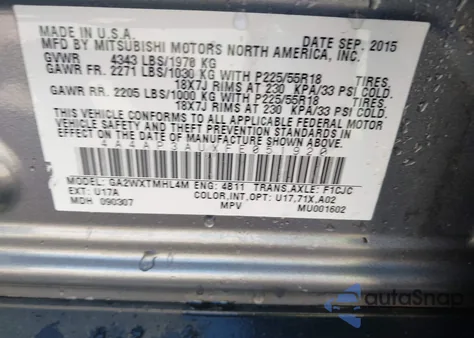 MADE IN U.S.A. DATE SEP. 2015
MFD BY MITSUBISHI MOTORS NORTH AMERICA, INC.
GVWR 4343 LBS/1970 KG
GAWR FR. 2271 LBS/1030 KG WITH P225/55R18 TIRES,
18X7J RIMS AT 230 KPA/33 PSI COLD.
GAWR RR. 2205 LBS/1000 KG WITH P225/55R18 TIRES,
18X7J RIMS AT 230 KPA/33 PSI COLD.
THIS VEHICLE CONFORMS TO ALL APPLICABLE FEDERAL MOTOR
VEHICLE SAFETY STANDARDS IN EFFECT ON THE
DATE OF MANUFACTURE SHOWN ABOVE.
MODEL: GA2WXTMHL4M ENG: 4B11 TRANS,AXLE: F1CJC
EXT: U17A COLOR,INT,OPT: U17,71X,A02
MDH 090307 MPV MU001602
autoSnap